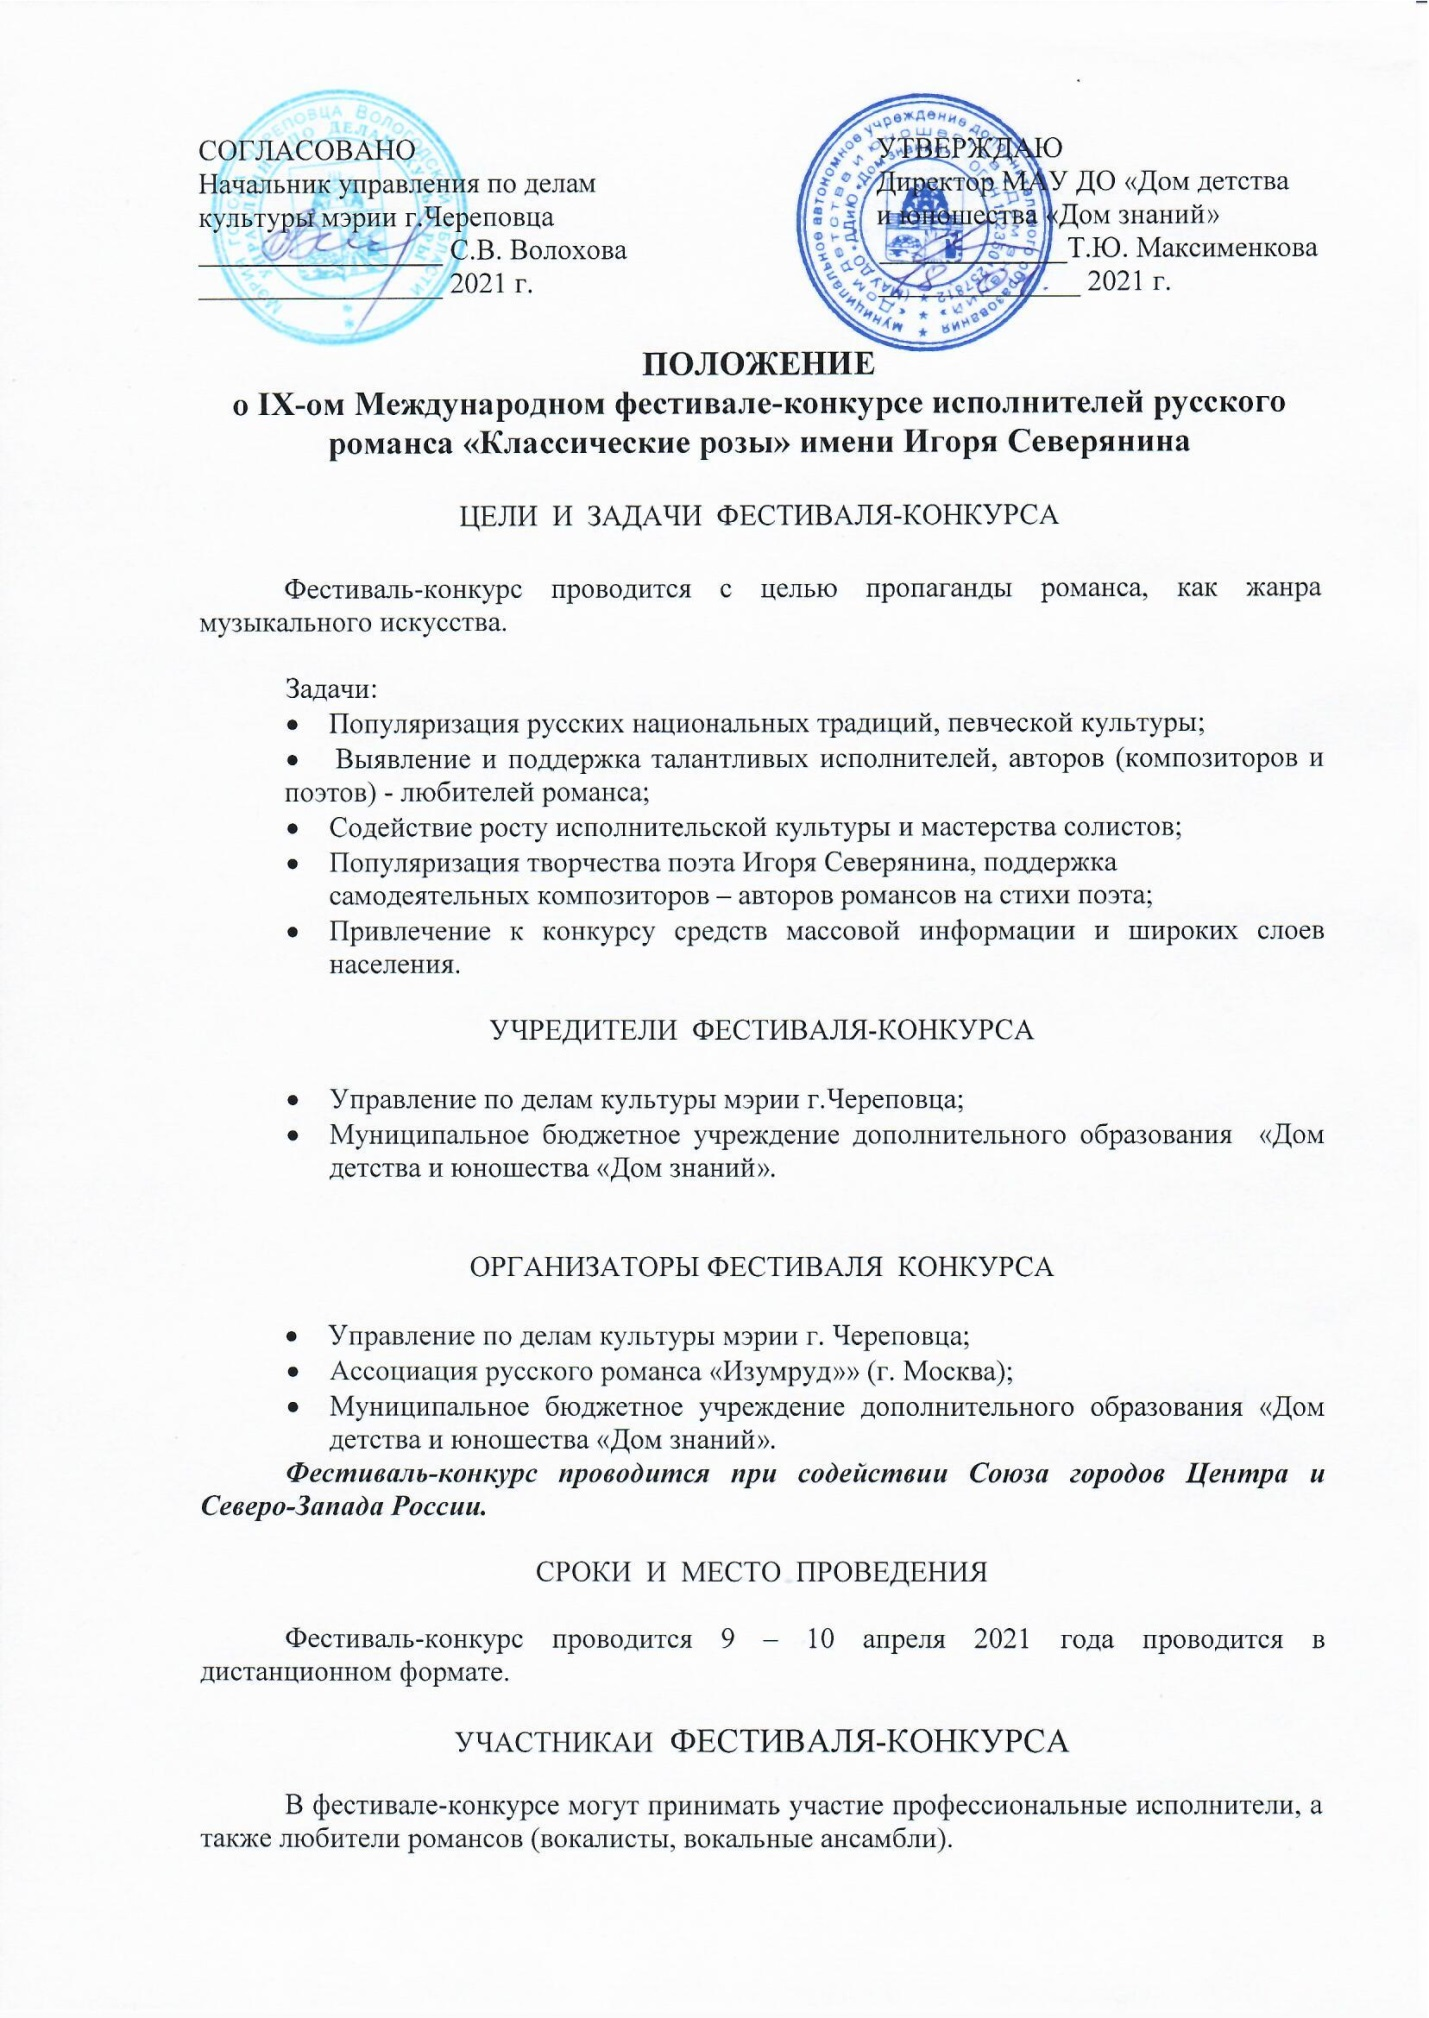 СОГЛАСОВАНО
Начальник управления по делам
культуры мэрии г.Череповца
_________________ С.В. Волохова
_________________ 2021 г.
УТВЕРЖДАЮ
Директор МАУ ДО «Дом детства
и юношества «Дом знаний»
_____________Т.Ю. Максименкова
______________ 2021 г.
ПОЛОЖЕНИЕ
о IX-ом Международном фестивале-конкурсе исполнителей русского
романса «Классические розы» имени Игоря Северянина
ЦЕЛИ И ЗАДАЧИ ФЕСТИВАЛЯ-КОНКУРСА
Фестиваль-конкурс проводится с целью пропаганды романса, как жанра
музыкального искусства.
Задачи:
• Популяризация русских национальных традиций, певческой культуры;
• Выявление и поддержка талантливых исполнителей, авторов (композиторов и
поэтов) - любителей романса;
• Содействие росту исполнительской культуры и мастерства солистов;
• Популяризация творчества поэта Игоря Северянина, поддержка
самодеятельных композиторов – авторов романсов на стихи поэта;
• Привлечение к конкурсу средств массовой информации и широких слоев
населения.
УЧРЕДИТЕЛИ ФЕСТИВАЛЯ-КОНКУРСА
• Управление по делам культуры мэрии г.Череповца;
• Муниципальное бюджетное учреждение дополнительного образования «Дом
детства и юношества «Дом знаний».
ОРГАНИЗАТОРЫ ФЕСТИВАЛЯ КОНКУРСА
• Управление по делам культуры мэрии г. Череповца;
• Ассоциация русского романса «Изумруд»» (г. Москва);
• Муниципальное бюджетное учреждение дополнительного образования «Дом
детства и юношества «Дом знаний».
Фестиваль-конкурс проводится при содействии Союза городов Центра и
Северо-Запада России.
СРОКИ И МЕСТО ПРОВЕДЕНИЯ
Фестиваль-конкурс проводится 9 – 10 апреля 2021 года проводится в
дистанционном формате.
УЧАСТНИКАИ ФЕСТИВАЛЯ-КОНКУРСА
В фестивале-конкурсе могут принимать участие профессиональные исполнители, а
также любители романсов (вокалисты, вокальные ансамбли).